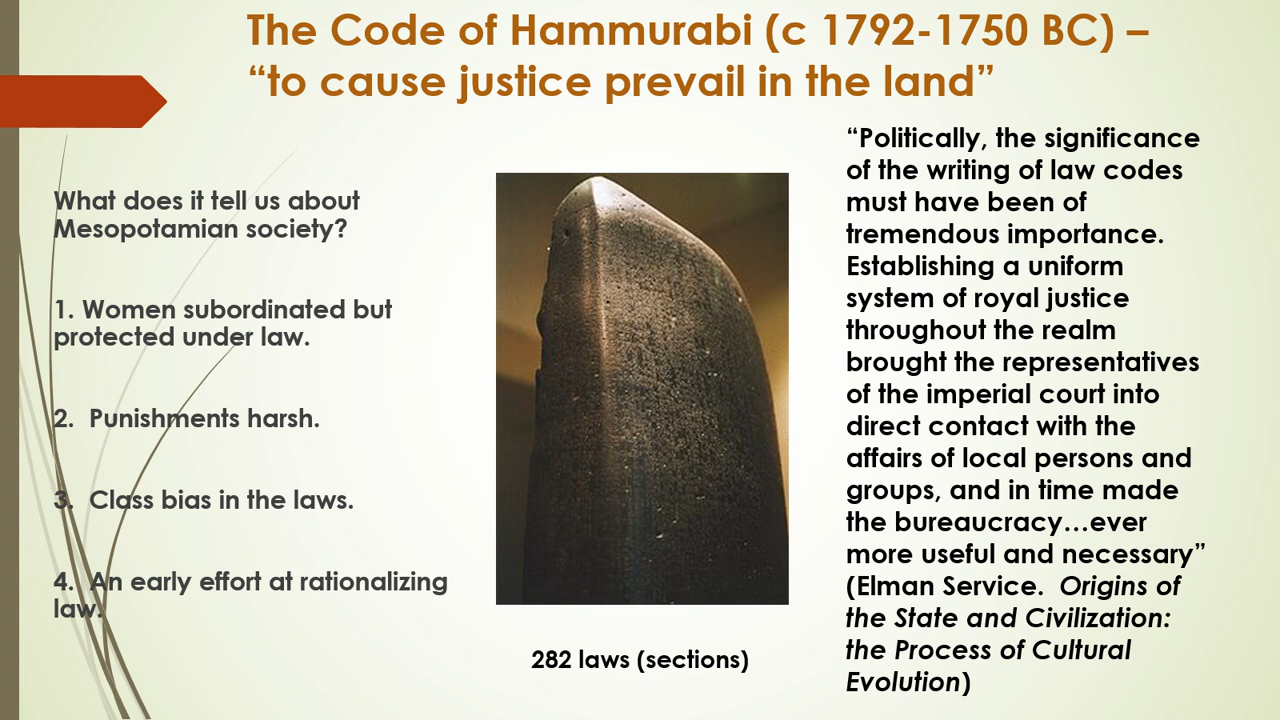 The Code of Hammurabi (c 1792-1750 BC) –
“to cause justice prevail in the land”
What does it tell us about
Mesopotamian society?
1. Women subordinated but
protected under law.
2.  Punishments harsh.
3.  Class bias in the laws.
4.  An early effort at rationalizing
law.
282 laws (sections)
“Politically, the significance
of the writing of law codes
must have been of
tremendous importance.
Establishing a uniform
system of royal justice
throughout the realm
brought the representatives
of the imperial court into
direct contact with the
affairs of local persons and
groups, and in time made
the bureaucracy…ever
more useful and necessary”
(Elman Service.  Origins of
the State and Civilization:
the Process of Cultural
Evolution)